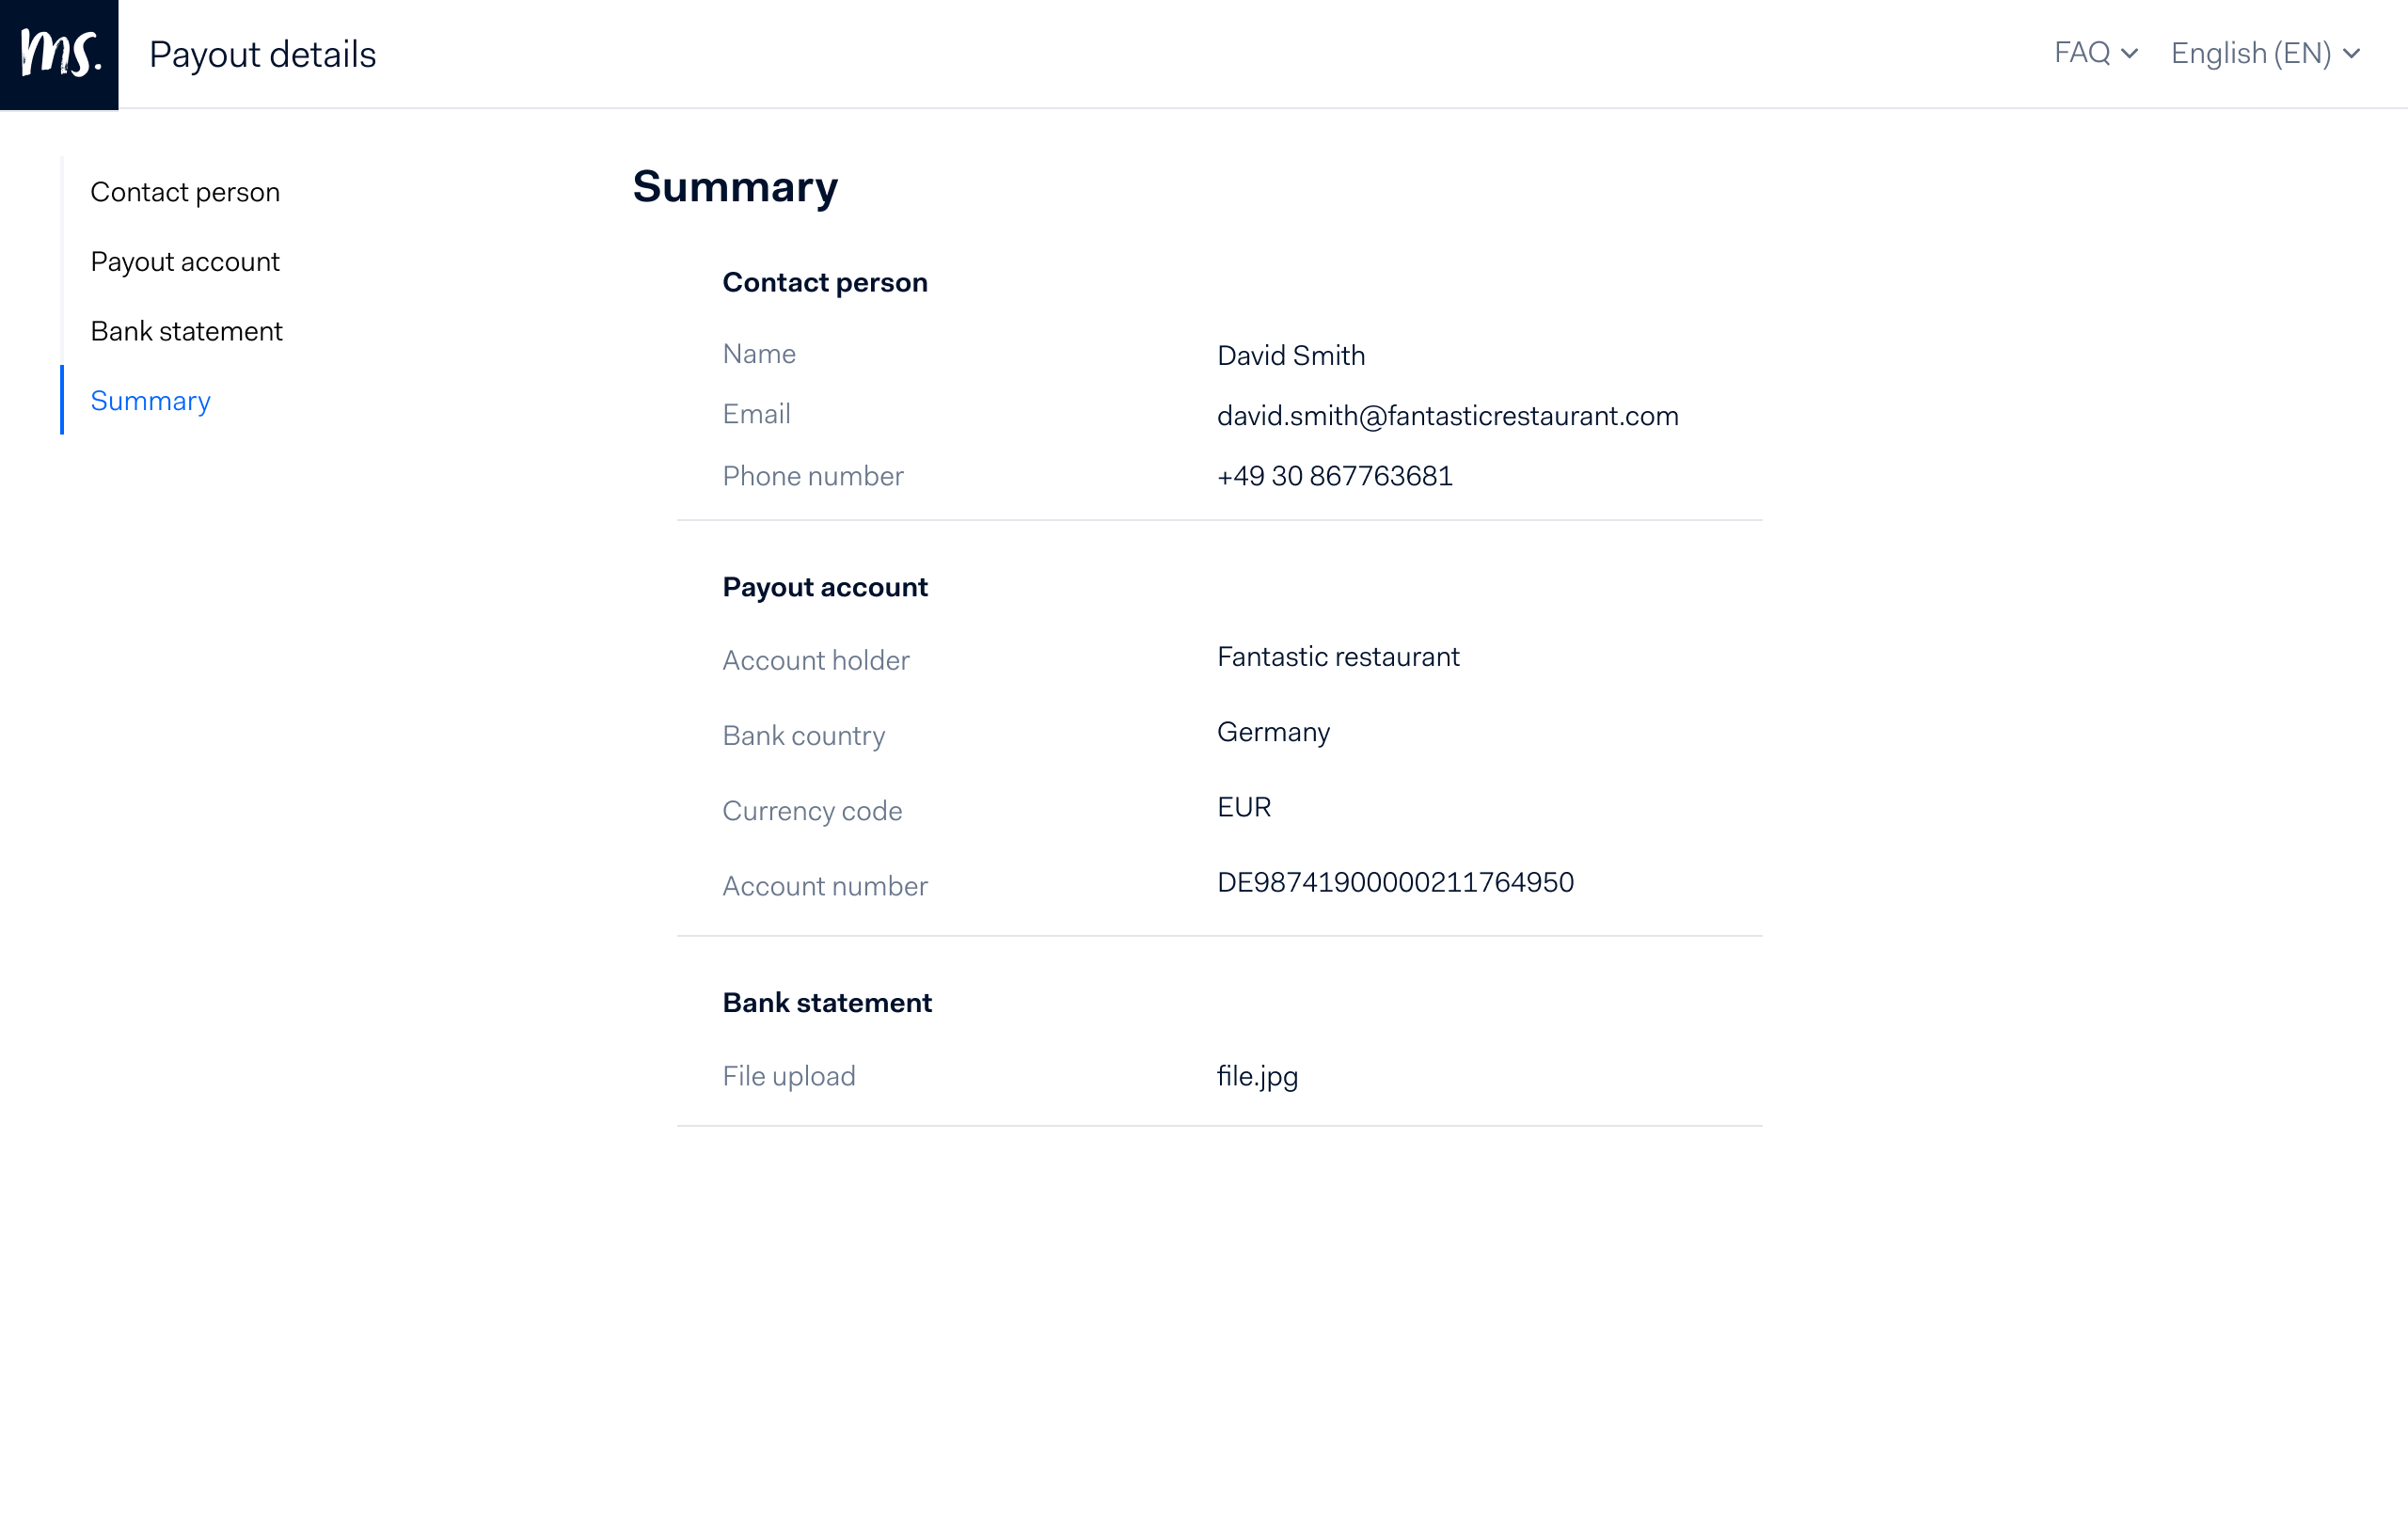 ms.
Payout details
FAQ
English (EN)
Contact person
Payout account
Bank statement
Summary
Summary
Contact person
Name
David Smith
Email
david.smith@fantasticrestaurant.com
Phone number
+49 30 867763681
Payout account
Account holder
Fantastic restaurant
Bank country
Germany
Currency code
EUR
Account number
DE98741900000211764950
Bank statement
File upload
file.jpg